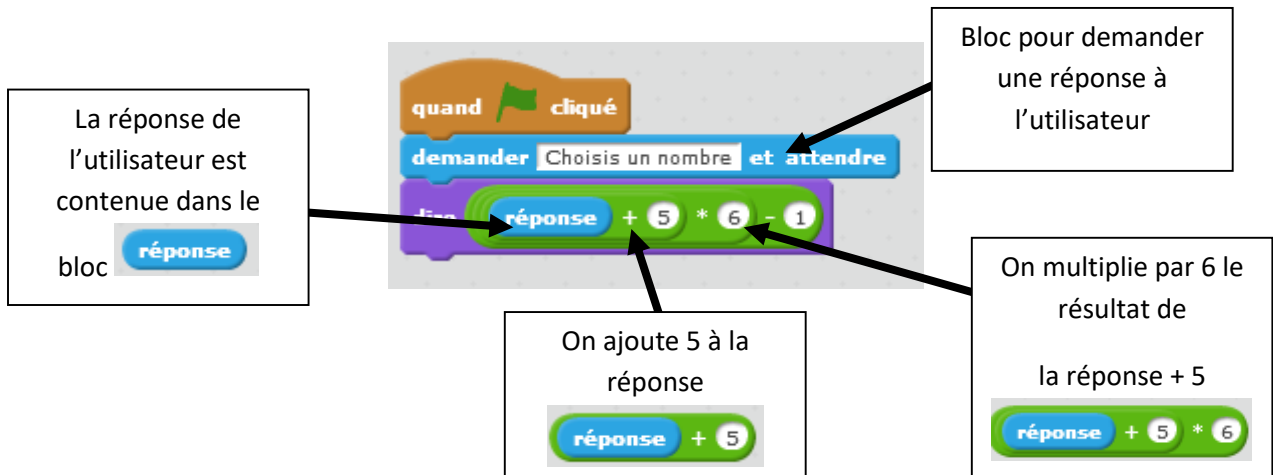 Bloc pour demander
une réponse à
l'utilisateur
quand cliqué
demander Choisis un nombre et attendre
réponse + 5 * 6 - 1
La réponse de
l'utilisateur est
contenue dans le
bloc réponse
On ajoute 5 à la
réponse
réponse + 5
On multiplie par 6 le
résultat de
la réponse + 5
réponse + 5 * 6